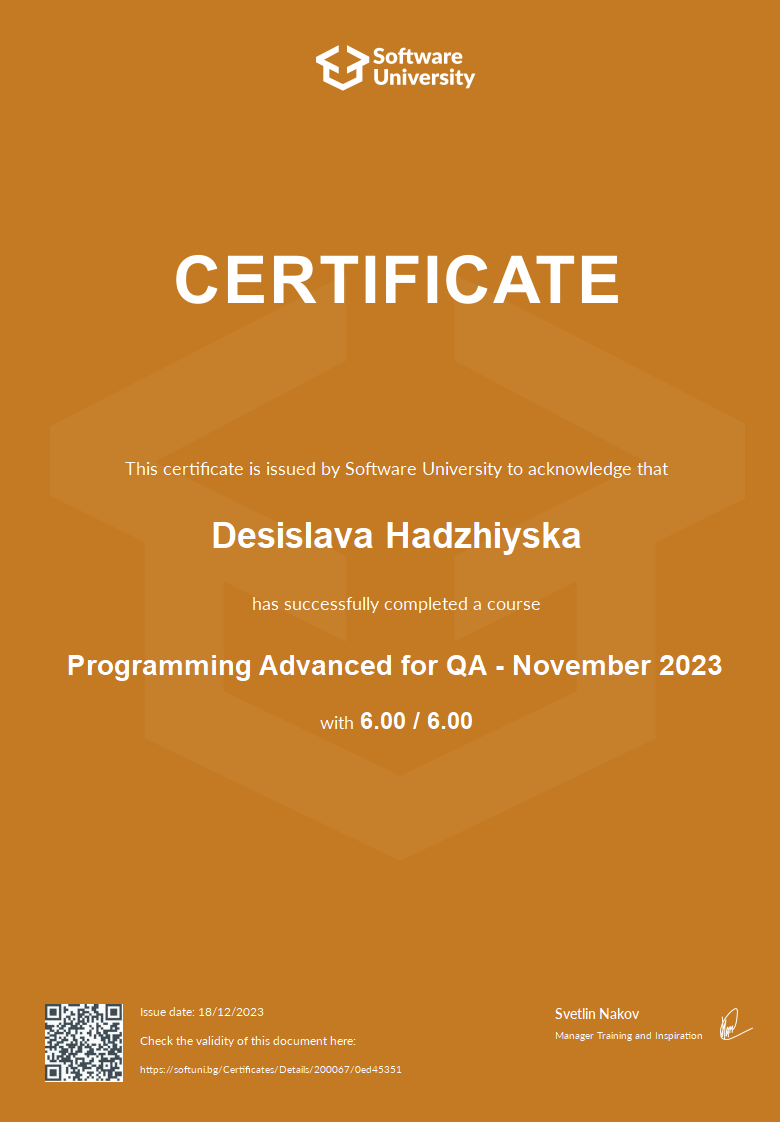 Software
University
CERTIFICATE
This certificate is issued by Software University to acknowledge that
Desislava Hadzhiyska
has successfully completed a course
Programming Advanced for QA - November 2023
with 6.00 / 6.00
Issue date: 18/12/2023
Check the validity of this document here:
https://softuni.bg/Certificates/Details/200067/0ed45351
Svetlin Nakov
Manager Training and Inspiration